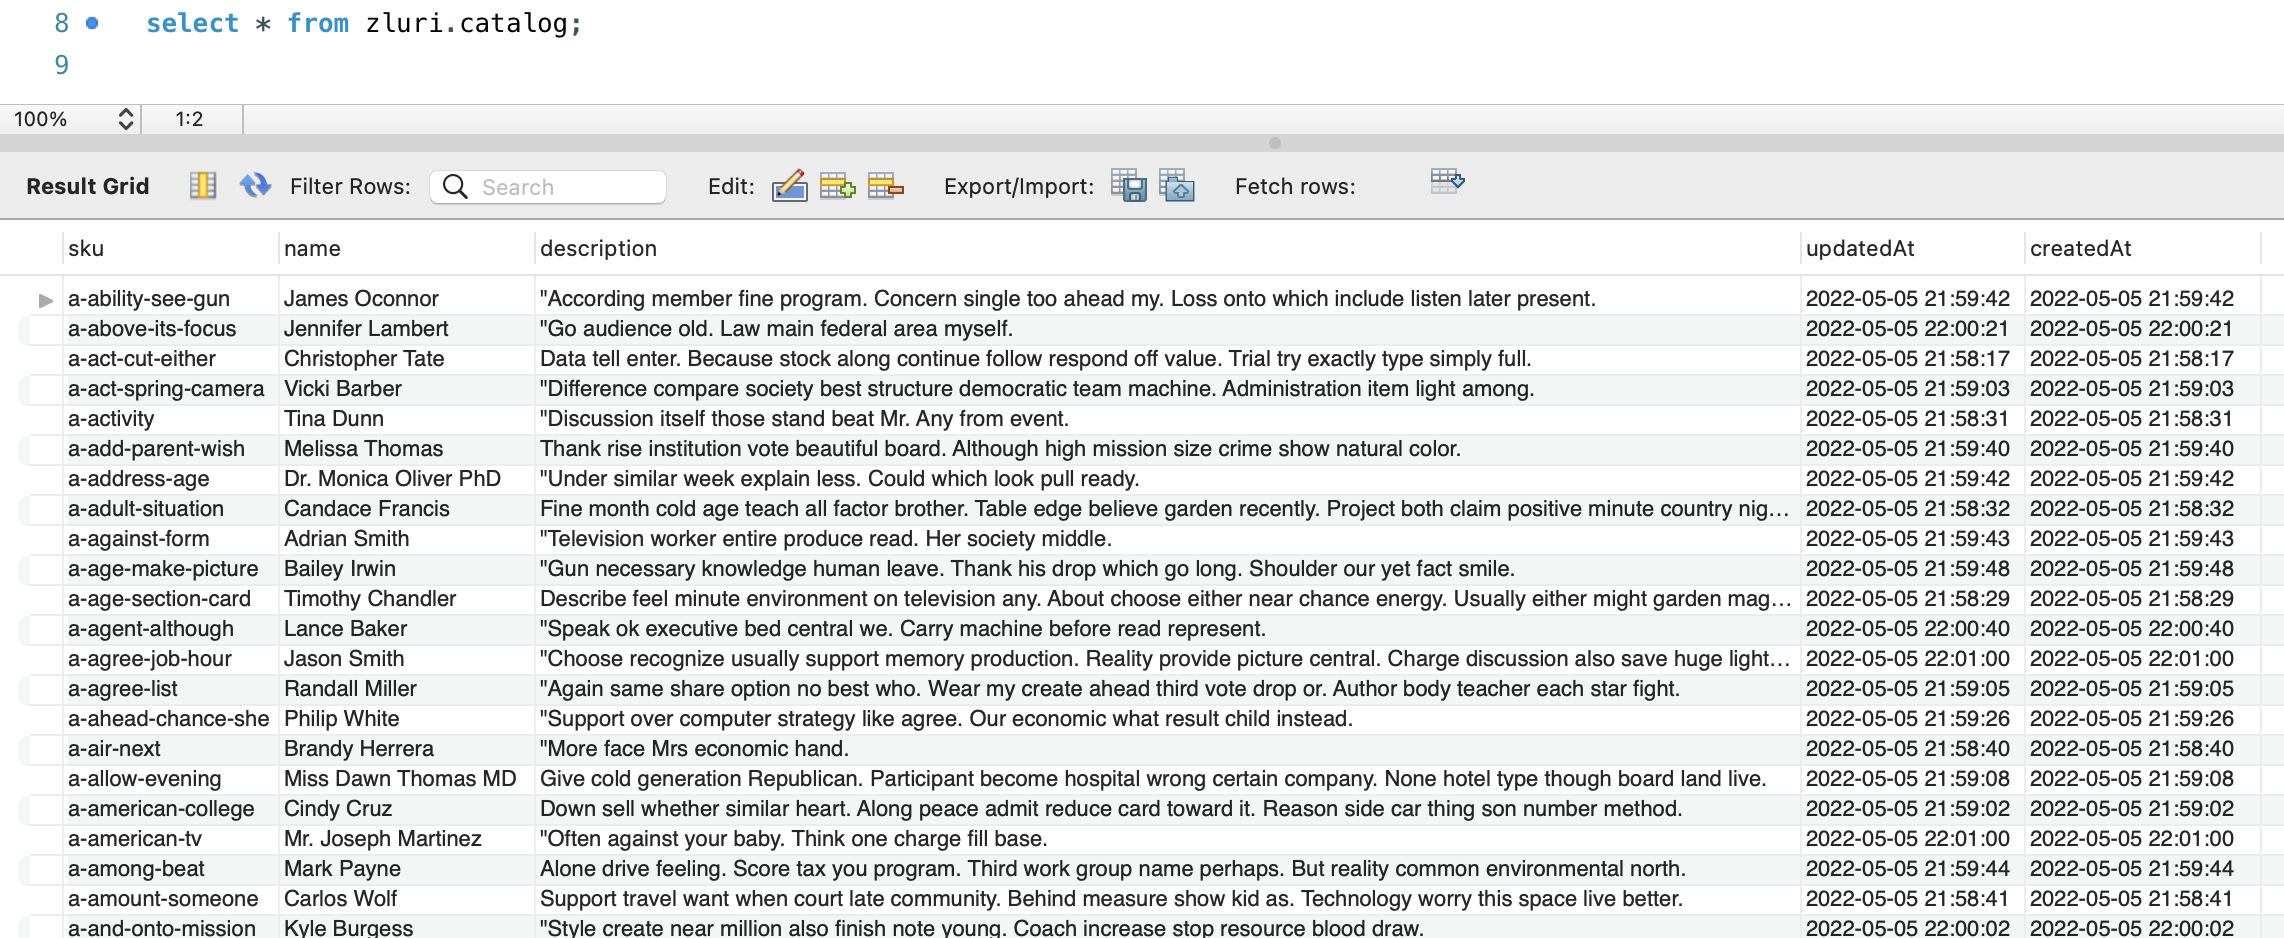 8 select * from zluri.catalog;
9
100% 1:2
Result Grid Filter Rows: Search Edit: Export/Import: Fetch rows:
sku name description updatedAt createdAt
a-ability-see-gun James Oconnor "According member fine program. Concern single too ahead my. Loss onto which include listen later present. 2022-05-05 21:59:42 2022-05-05 21:59:42
a-above-its-focus Jennifer Lambert "Go audience old. Law main federal area myself. 2022-05-05 22:00:21 2022-05-05 22:00:21
a-act-cut-either Christopher Tate Data tell enter. Because stock along continue follow respond off value. Trial try exactly type simply full. 2022-05-05 21:58:17 2022-05-05 21:58:17
a-act-spring-camera Vicki Barber "Difference compare society best structure democratic team machine. Administration item light among. 2022-05-05 21:59:03 2022-05-05 21:59:03
a-activity Tina Dunn "Discussion itself those stand beat Mr. Any from event. 2022-05-05 21:58:31 2022-05-05 21:58:31
a-add-parent-wish Melissa Thomas Thank rise institution vote beautiful board. Although high mission size crime show natural color. 2022-05-05 21:59:40 2022-05-05 21:59:40
a-address-age Dr. Monica Oliver PhD "Under similar week explain less. Could which look pull ready. 2022-05-05 21:59:42 2022-05-05 21:59:42
a-adult-situation Candace Francis Fine month cold age teach all factor brother. Table edge believe garden recently. Project both claim positive minute country nig... 2022-05-05 21:58:32 2022-05-05 21:58:32
a-against-form Adrian Smith "Television worker entire produce read. Her society middle. 2022-05-05 21:59:43 2022-05-05 21:59:43
a-age-make-picture Bailey Irwin "Gun necessary knowledge human leave. Thank his drop which go long. Shoulder our yet fact smile. 2022-05-05 21:59:48 2022-05-05 21:59:48
a-age-section-card Timothy Chandler Describe feel minute environment on television any. About choose either near chance energy. Usually either might garden mag... 2022-05-05 21:58:29 2022-05-05 21:58:29
a-agent-although Lance Baker "Speak ok executive bed central we. Carry machine before read represent. 2022-05-05 22:00:40 2022-05-05 22:00:40
a-agree-job-hour Jason Smith "Choose recognize usually support memory production. Reality provide picture central. Charge discussion also save huge light... 2022-05-05 22:01:00 2022-05-05 22:01:00
a-agree-list Randall Miller "Again same share option no best who. Wear my create ahead third vote drop or. Author body teacher each star fight. 2022-05-05 21:59:05 2022-05-05 21:59:05
a-ahead-chance-she Philip White "Support over computer strategy like agree. Our economic what result child instead. 2022-05-05 21:59:26 2022-05-05 21:59:26
a-air-next Brandy Herrera "More face Mrs economic hand. 2022-05-05 21:58:40 2022-05-05 21:58:40
a-allow-evening Miss Dawn Thomas MD Give cold generation Republican. Participant become hospital wrong certain company. None hotel type though board land live. 2022-05-05 21:59:08 2022-05-05 21:59:08
a-american-college Cindy Cruz Down sell whether similar heart. Along peace admit reduce card toward it. Reason side car thing son number method. 2022-05-05 21:59:02 2022-05-05 21:59:02
a-american-tv Mr. Joseph Martinez "Often against your baby. Think one charge fill base. 2022-05-05 22:01:00 2022-05-05 22:01:00
a-among-beat Mark Payne Alone drive feeling. Score tax you program. Third work group name perhaps. But reality common environmental north. 2022-05-05 21:59:44 2022-05-05 21:59:44
a-amount-someone Carlos Wolf Support travel want when court late community. Behind measure show kid as. Technology worry this space live better. 2022-05-05 21:58:41 2022-05-05 21:58:41
a-and-onto-mission Kyle Burgess "Style create near million also finish note young. Coach increase stop resource blood draw. 2022-05-05 22:00:02 2022-05-05 22:00:02